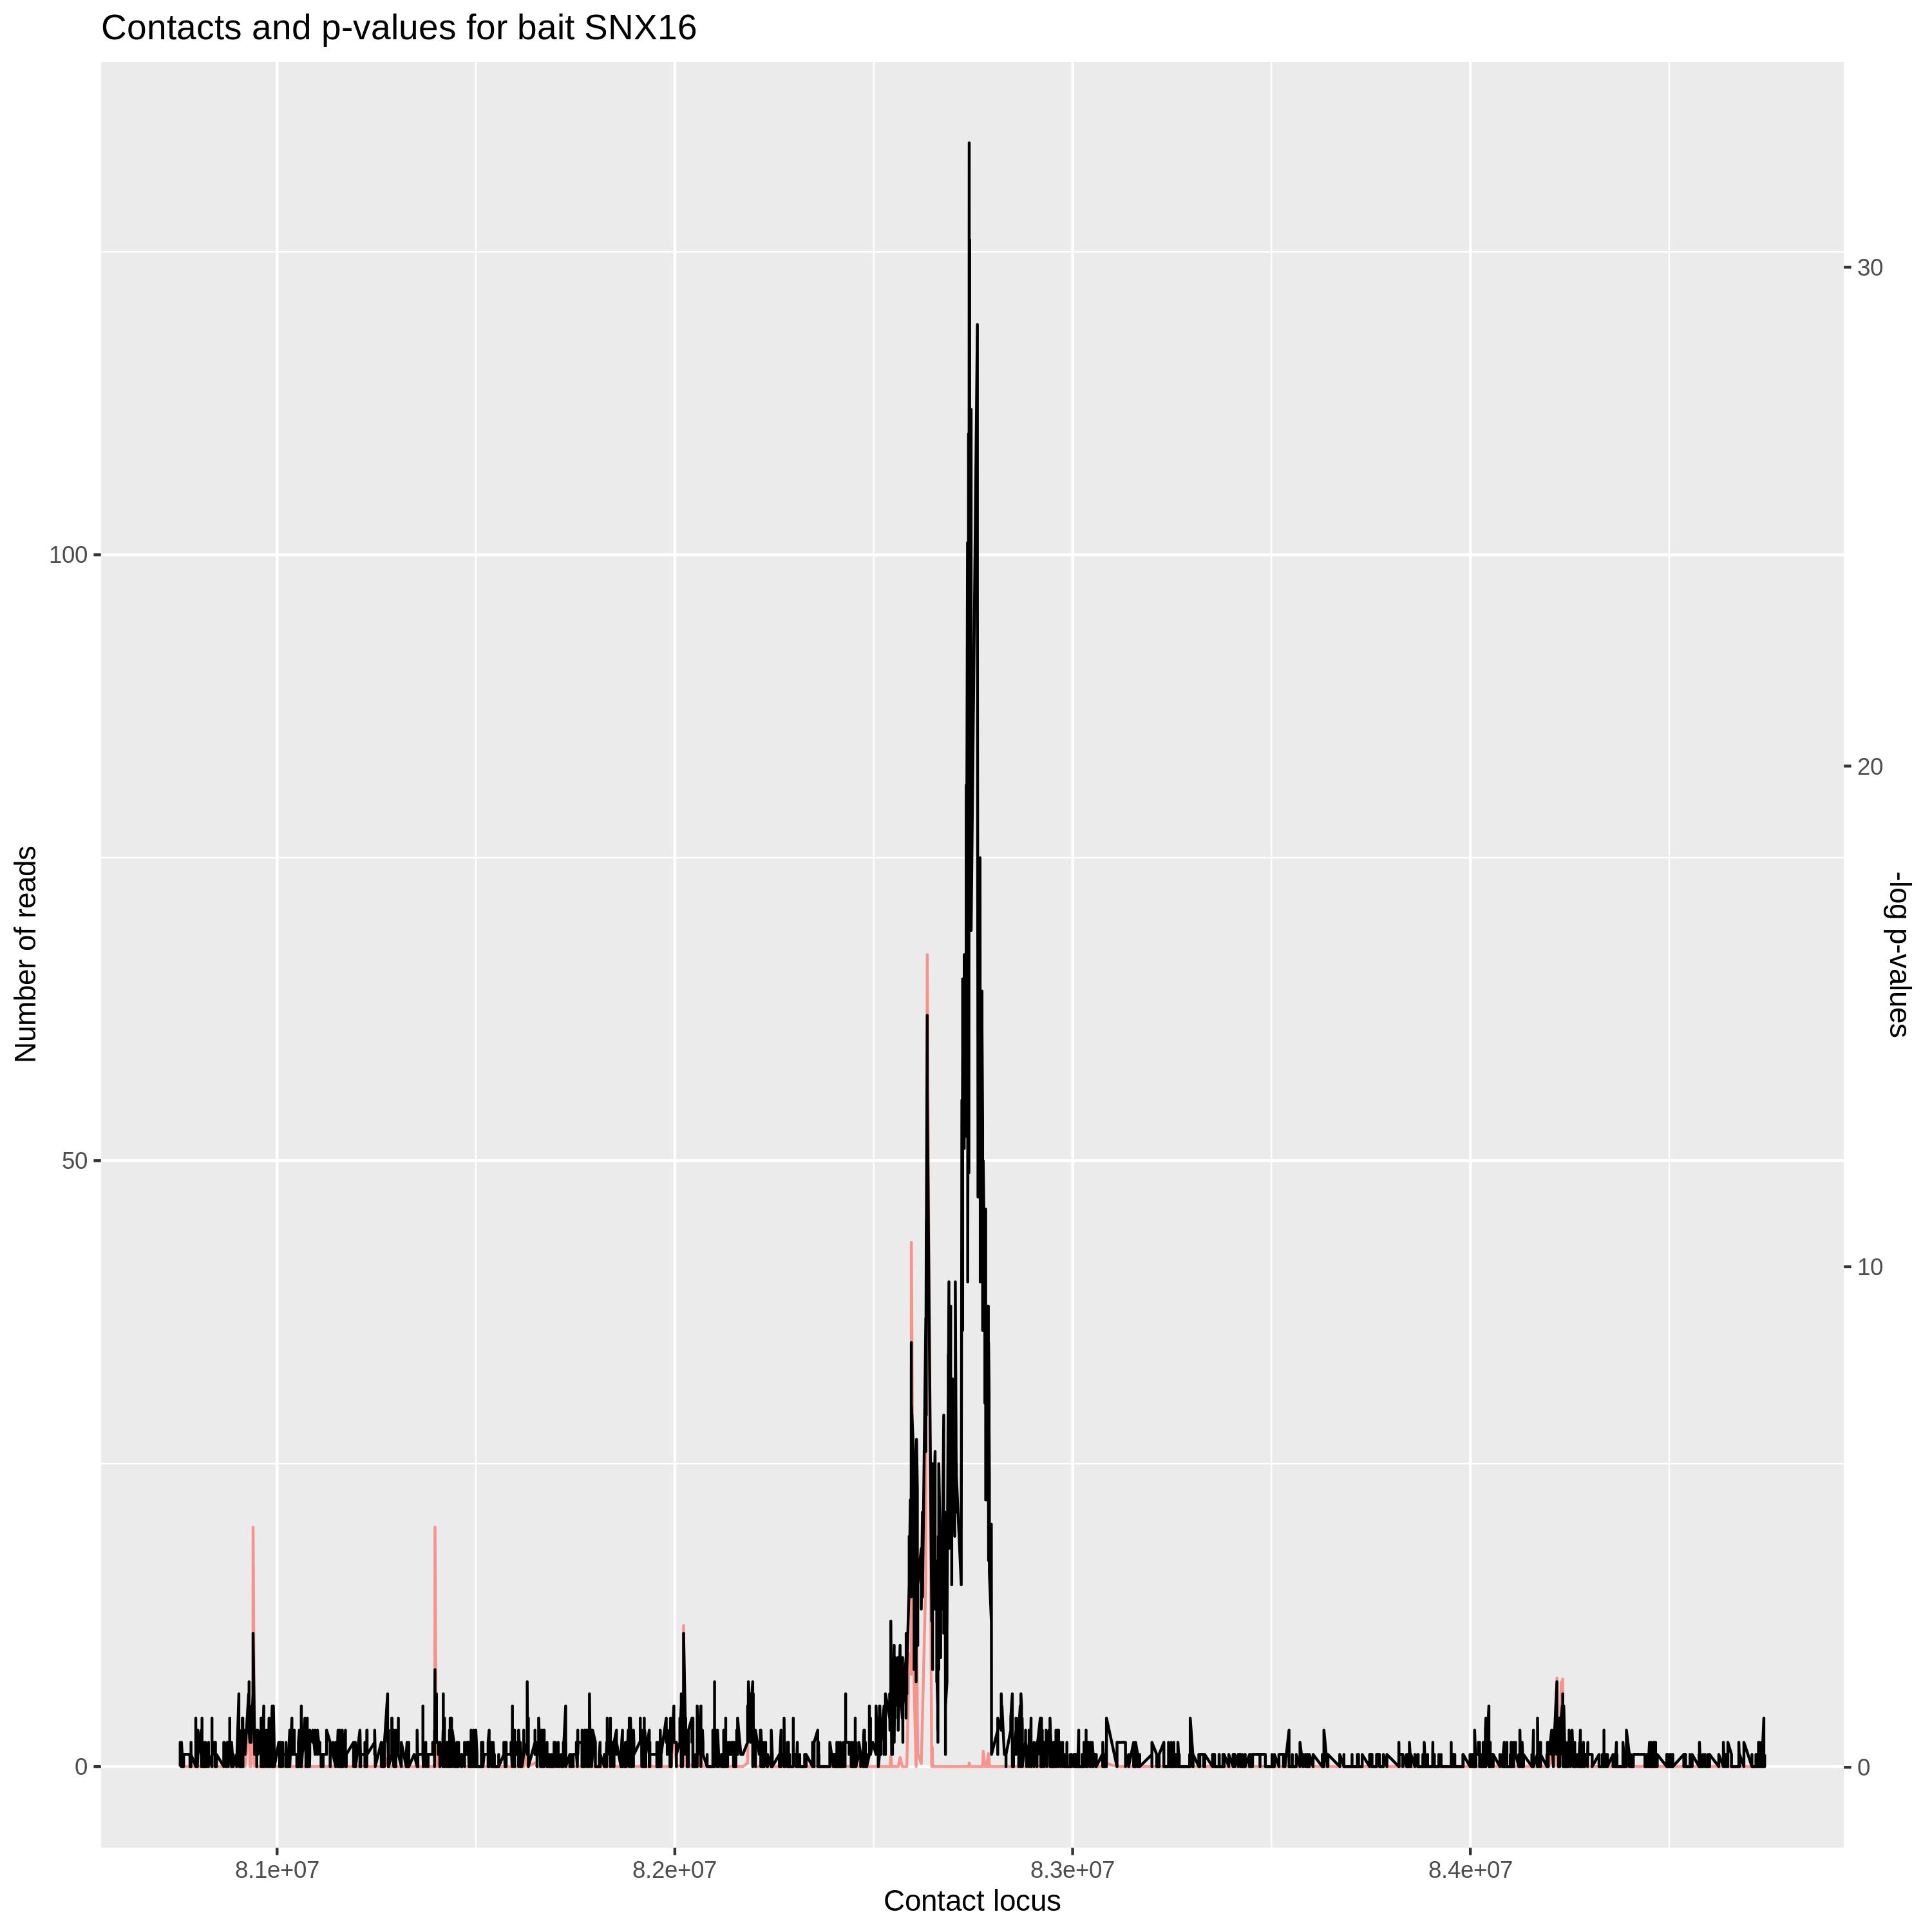 Contacts and p-values for bait SNX16
100
50
0
30
20
10
0
Number of reads
-log p-values
8.1e+07 8.2e+07 8.3e+07 8.4e+07
Contact locus